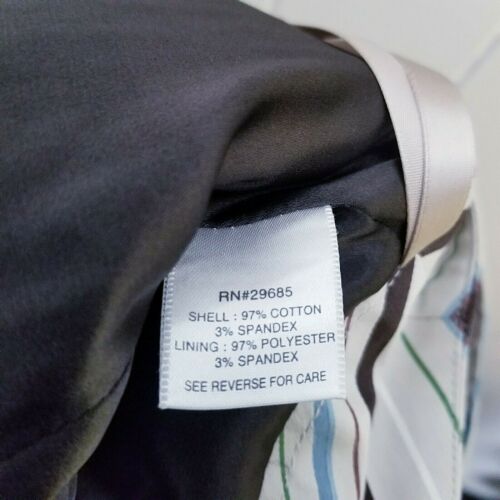 RN#29685
SHELL : 97% COTTON
3% SPANDEX
LINING : 97% POLYESTER
3% SPANDEX
SEE REVERSE FOR CARE